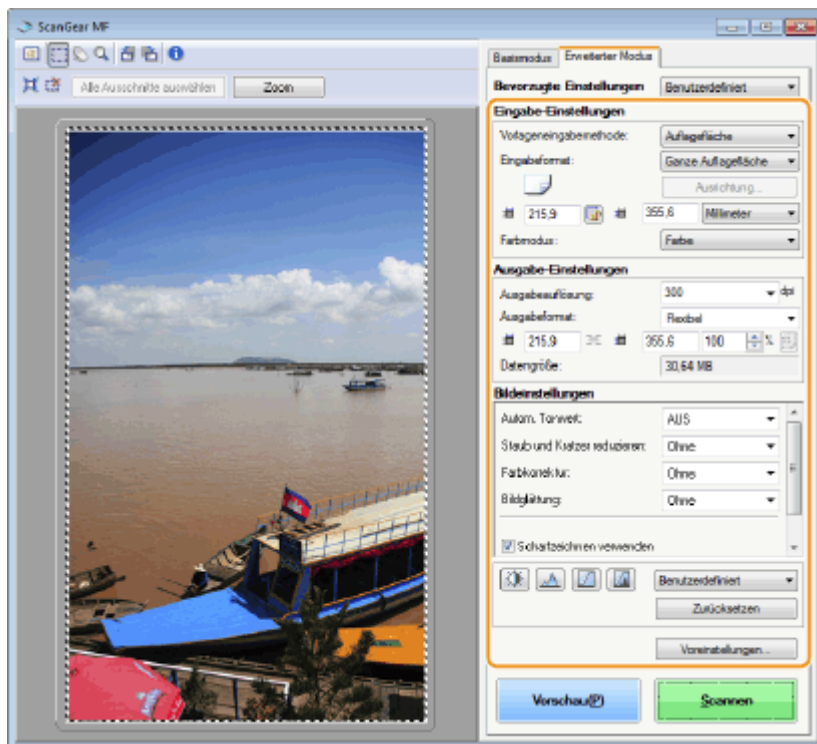 ScanGear MF
Alle Ausschnitte auswählen Zoom
Basismodus Erweiterter Modus
Bevorzugte Einstellungen Benutzerdefiniert
Eingabe-Einstellungen
Vorlageneingabemethode: Auflagefläche
Eingabeformat: Ganze Auflagefläche
Ausrichtung...
215,9 355,6 Millimeter
Farbmodus: Farbe
Ausgabe-Einstellungen
Ausgabeauflösung: 300 dpi
Ausgabeformat: Flexibel
215,9 355,6 100 %
Datengröße: 30,64 MB
Bildeinstellungen
Autom. Tonwert: AUS
Staub und Kratzer reduzieren: Ohne
Farbkorrektur: Ohne
Bildglättung: Ohne
Scharfzeichnen verwenden
Benutzerdefiniert
Zurücksetzen
Voreinstellungen...
Vorschau(P) Scannen